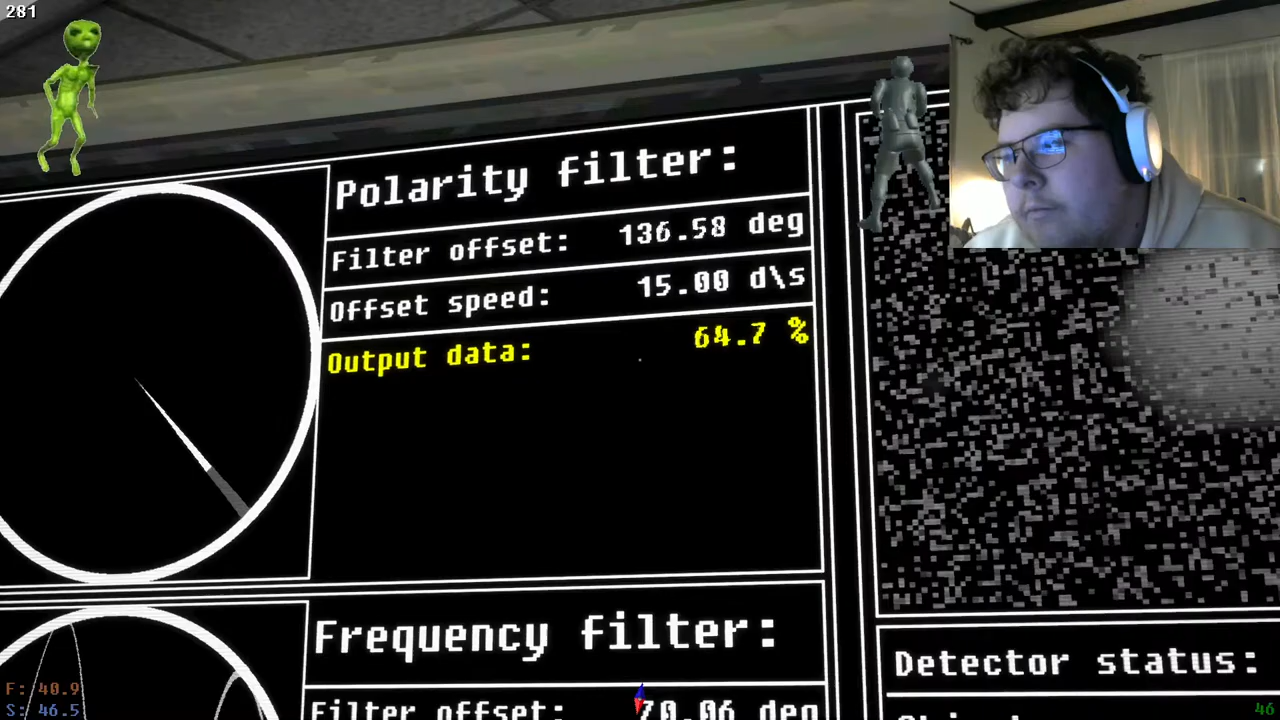 281
Polarity filter:
Filter offset: 136.58 deg
Offset speed: 15.00 d\s
Output data: 64.7 %
Frequency filter:
Filter offset: 70.06 deg
Detector status:
F: 40.9
S: 46.5
46